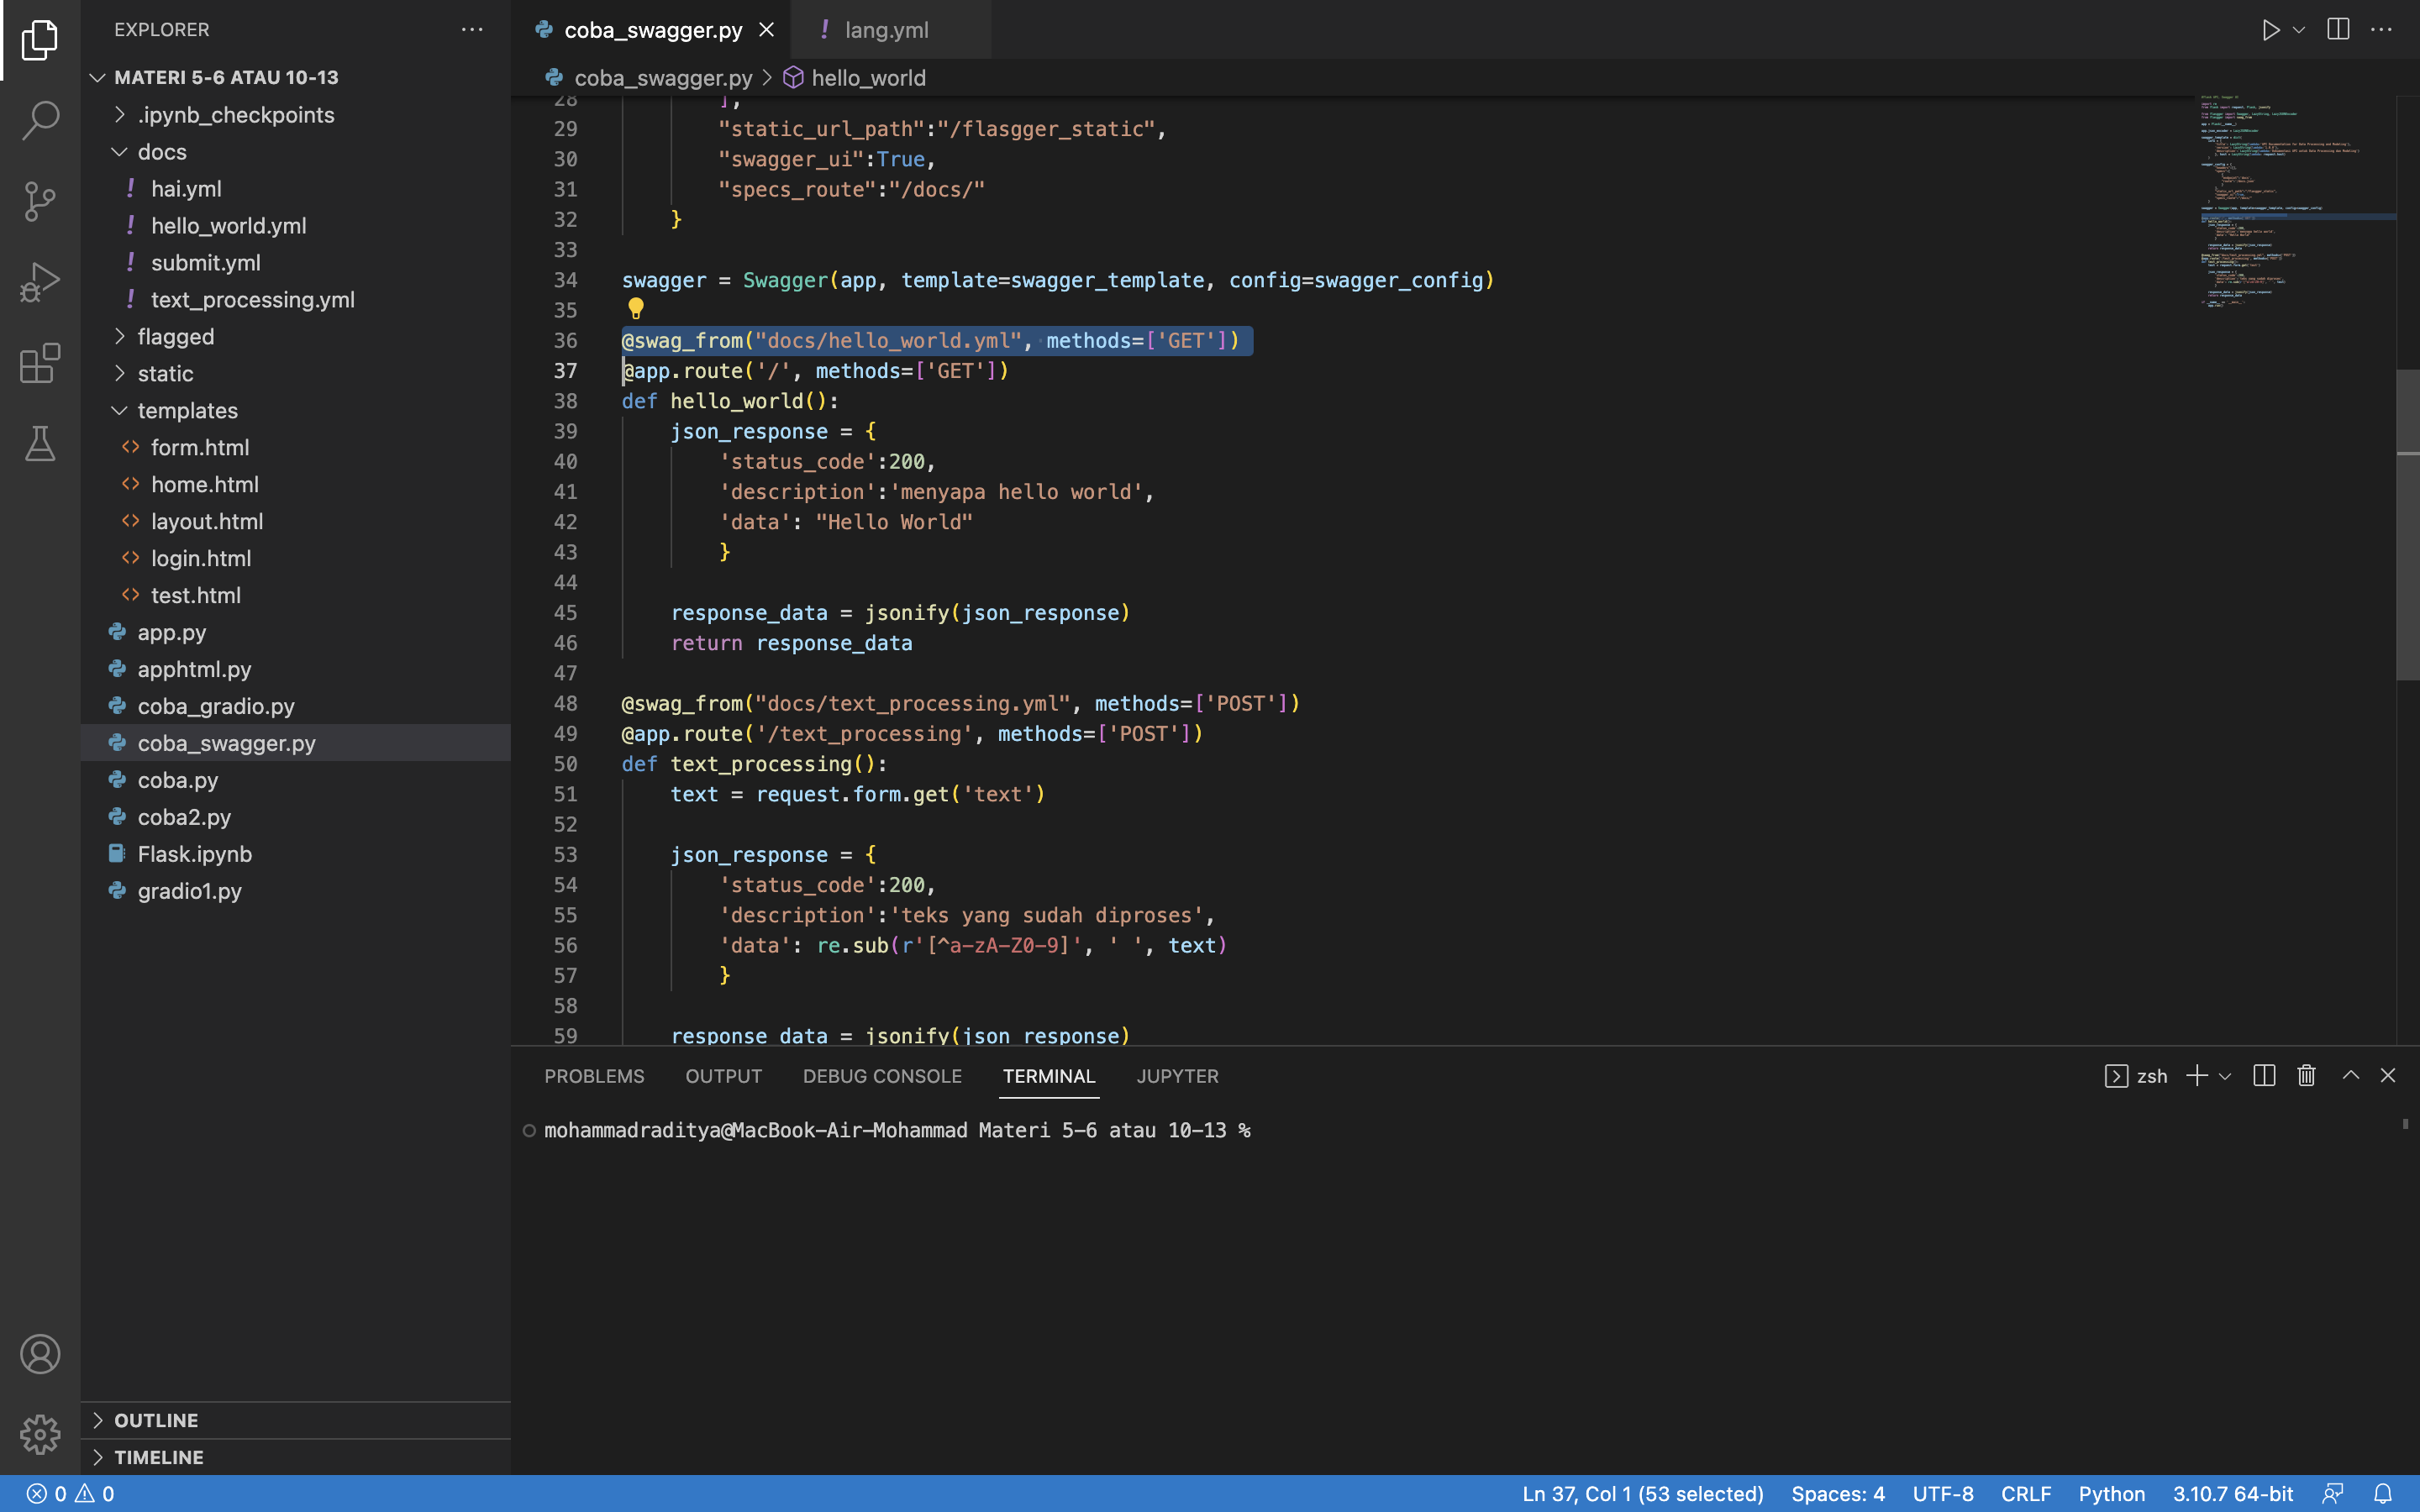 EXPLORER
MATERI 5-6 ATAU 10-13
.ipynb_checkpoints
docs
hai.yml
hello_world.yml
submit.yml
text_processing.yml
flagged
static
templates
form.html
home.html
layout.html
login.html
test.html
app.py
apphtml.py
coba_gradio.py
coba_swagger.py
coba.py
coba2.py
Flask.ipynb
gradio1.py
OUTLINE
TIMELINE
coba_swagger.py
lang.yml
coba_swagger.py > hello_world
28 ],
29 "static_url_path":"/flasgger_static",
30 "swagger_ui":True,
31 "specs_route":"/docs/"
32 }
33
34 swagger = Swagger(app, template=swagger_template, config=swagger_config)
35
36 @swag_from("docs/hello_world.yml", methods=['GET'])
37 @app.route('/', methods=['GET'])
38 def hello_world():
39 json_response = {
40 'status_code':200,
41 'description':'menyapa hello world',
42 'data': "Hello World"
43 }
44
45 response_data = jsonify(json_response)
46 return response_data
47
48 @swag_from("docs/text_processing.yml", methods=['POST'])
49 @app.route('/text_processing', methods=['POST'])
50 def text_processing():
51 text = request.form.get('text')
52
53 json_response = {
54 'status_code':200,
55 'description':'teks yang sudah diproses',
56 'data': re.sub(r'[^a-zA-Z0-9]', ' ', text)
57 }
58
59 response_data = jsonify(json_response)
PROBLEMS OUTPUT DEBUG CONSOLE TERMINAL JUPYTER
zsh
mohammadraditya@MacBook-Air-Mohammad Materi 5-6 atau 10-13 %
0 0
Ln 37, Col 1 (53 selected) Spaces: 4 UTF-8 CRLF Python 3.10.7 64-bit